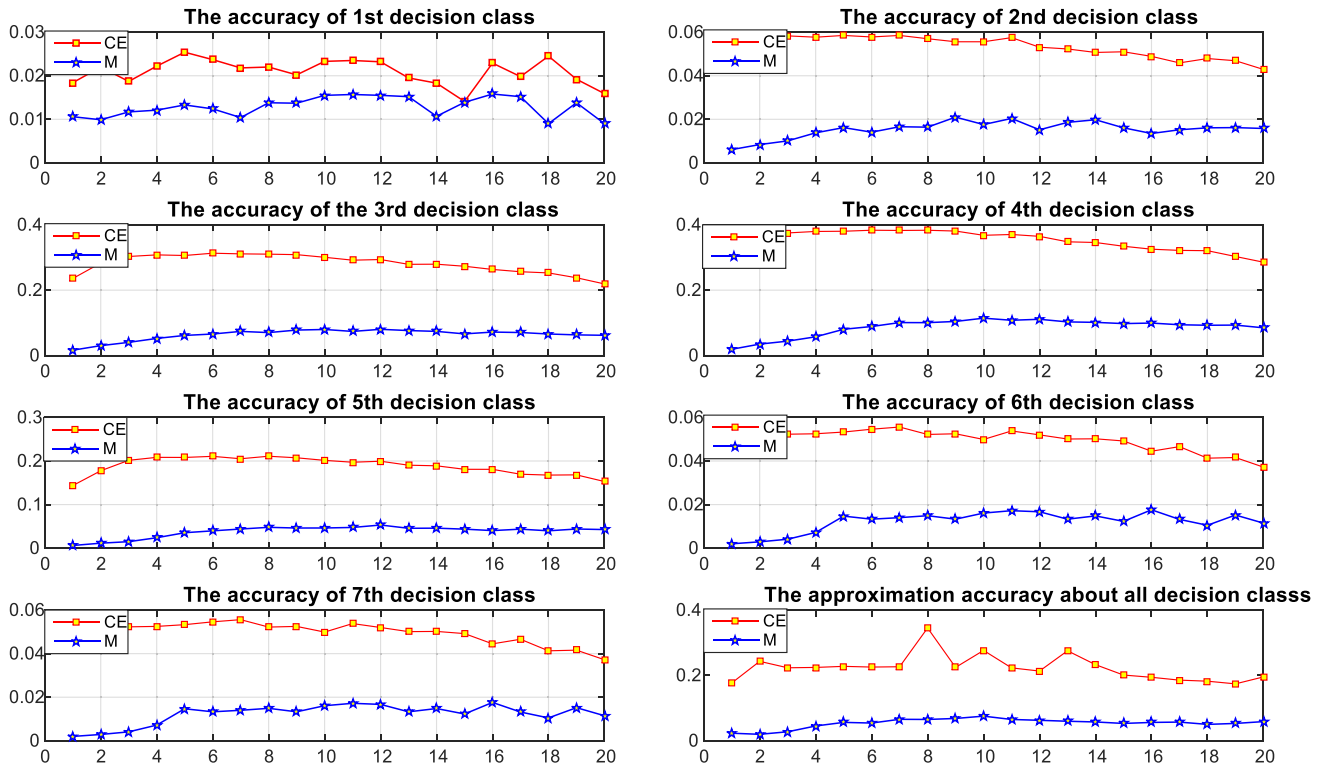 The accuracy of 1st decision class
0.03
0.02
0.01
0
CE
M
0 2 4 6 8 10 12 14 16 18 20
The accuracy of 2nd decision class
0.06
0.04
0.02
0
CE
M
0 2 4 6 8 10 12 14 16 18 20
The accuracy of the 3rd decision class
0.4
0.2
0
CE
M
0 2 4 6 8 10 12 14 16 18 20
The accuracy of 4th decision class
0.4
0.2
0
CE
M
0 2 4 6 8 10 12 14 16 18 20
The accuracy of 5th decision class
0.3
0.2
0.1
0
CE
M
0 2 4 6 8 10 12 14 16 18 20
The accuracy of 6th decision class
0.06
0.04
0.02
0
CE
M
0 2 4 6 8 10 12 14 16 18 20
The accuracy of 7th decision class
0.06
0.04
0.02
0
CE
M
0 2 4 6 8 10 12 14 16 18 20
The approximation accuracy about all decision classs
0.4
0.2
0
CE
M
0 2 4 6 8 10 12 14 16 18 20